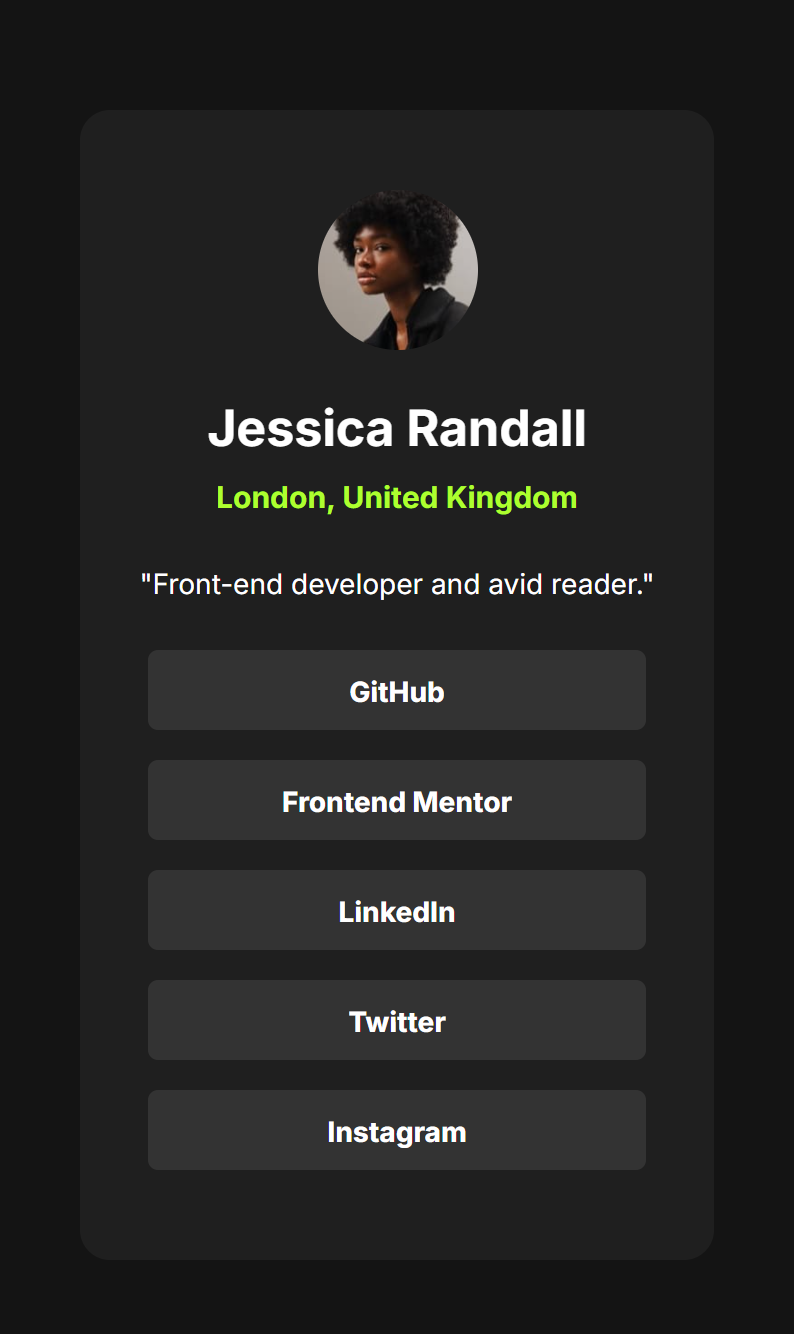 Jessica Randall
London, United Kingdom
"Front-end developer and avid reader."
GitHub
Frontend Mentor
LinkedIn
Twitter
Instagram